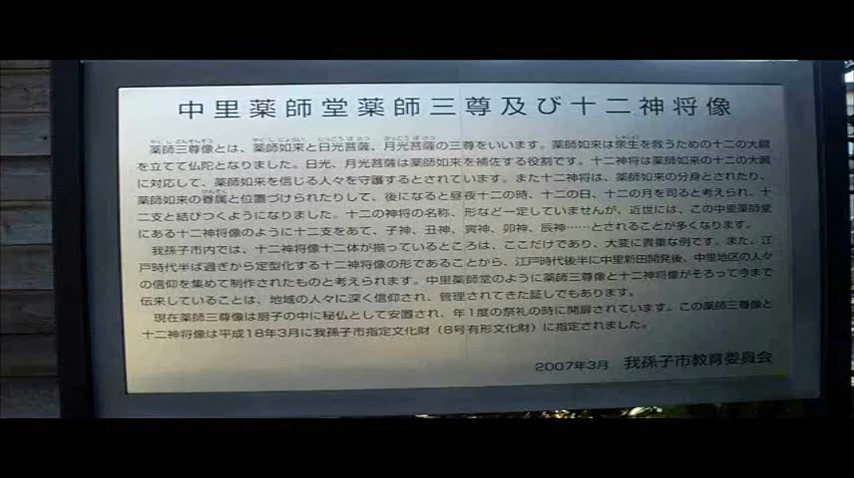 中里薬師堂薬師三尊及び十二神将像
薬師三尊像とは、薬師如来と日光菩薩、月光菩薩の三尊をいいます。薬師如来は衆生を救うための十二の大願
を立てて仏陀となりました。日光、月光菩薩は薬師如来を補佐する役割です。十二神将は薬師如来の十二の大願
に対応して、薬師如来を信じる人々を守護するとされています。また十二神将は、薬師如来の分身とされたり、
薬師如来の眷属と位置づけられたりして、後になると昼夜十二の時、十二の日、十二の月を司ると考えられ、十
二支と結びつくようになりました。十二の神将の名称、形など一定していませんが、近世には、この中里薬師堂
にある十二神将像のように十二支をあて、子神、丑神、寅神、卯神、辰神……とされることが多くなります。
我孫子市内では、十二神将像十二体が揃っているところは、ここだけであり、大変に貴重な例です。また、江
戸時代半ば過ぎから定型化する十二神将像の形であることから、江戸時代後半に中里新田開発後、中里地区の人々
の信仰を集めて制作されたものと考えられます。中里薬師堂のように薬師三尊像と十二神将像がそろって今まで
伝来していることは、地域の人々に深く信仰され、管理されてきた証しでもあります。
現在薬師三尊像は厨子の中に秘仏として安置され、年1度の祭礼の時に開扉されています。この薬師三尊像と
十二神将像は平成18年3月に我孫子市指定文化財（8号有形文化財）に指定されました。
2007年3月 我孫子市教育委員会